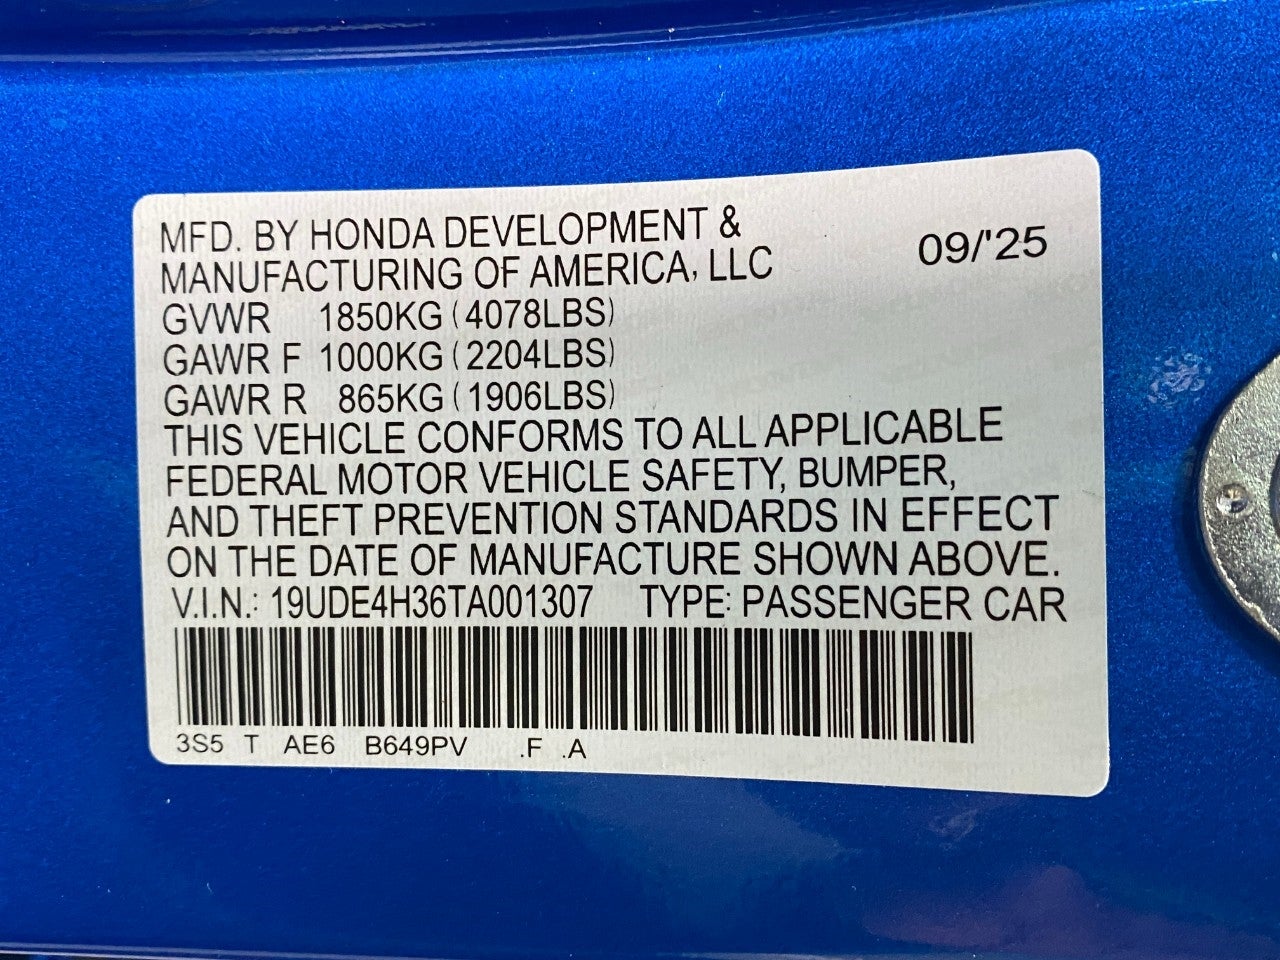 MFD. BY HONDA DEVELOPMENT &
MANUFACTURING OF AMERICA, LLC 09/'25
GVWR 1850KG (4078LBS)
GAWR F 1000KG (2204LBS)
GAWR R 865KG (1906LBS)
THIS VEHICLE CONFORMS TO ALL APPLICABLE
FEDERAL MOTOR VEHICLE SAFETY, BUMPER,
AND THEFT PREVENTION STANDARDS IN EFFECT
ON THE DATE OF MANUFACTURE SHOWN ABOVE.
V.I.N.: 19UDE4H36TA001307 TYPE: PASSENGER CAR
3S5 T AE6 B649PV .F .A